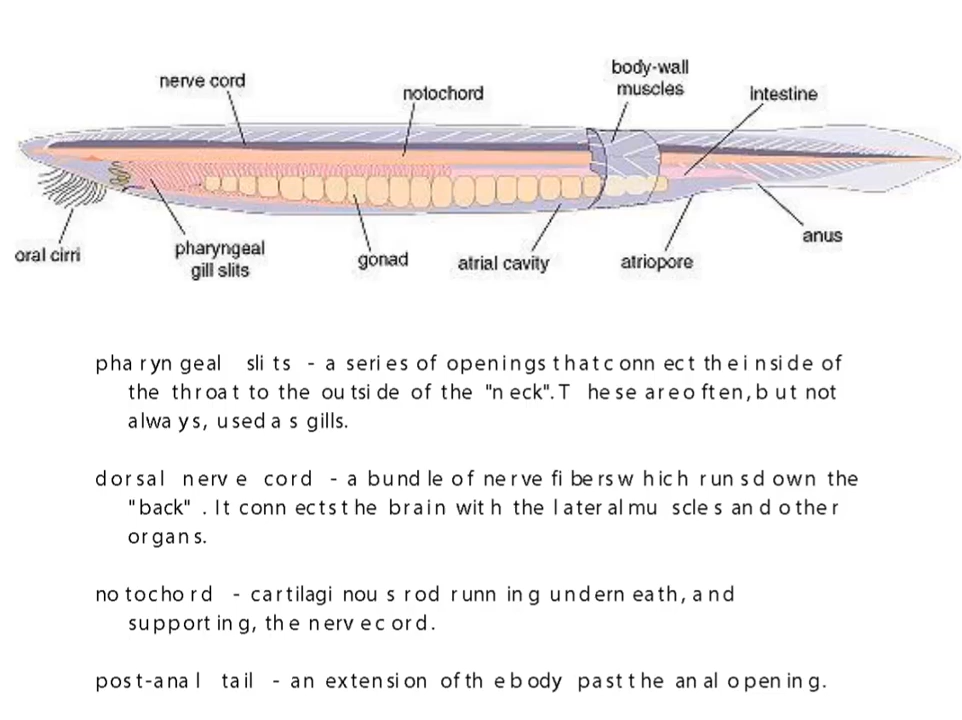 body-wall
muscles
nerve cord
notochord
intestine
oral cirri
pharyngeal
gill slits
gonad
atrial cavity
atriopore
anus
pharyngeal slits - a series of openings that connect the inside of
the throat to the outside of the "neck". These are often, but not
always, used as gills.
dorsal nerve cord - a bundle of nerve fibers which runs down the
"back". It connects the brain with the lateral muscles and other
organs.
notochord - cartilaginous rod running underneath, and
supporting, the nerve cord.
post-anal tail - an extension of the body past the anal opening.